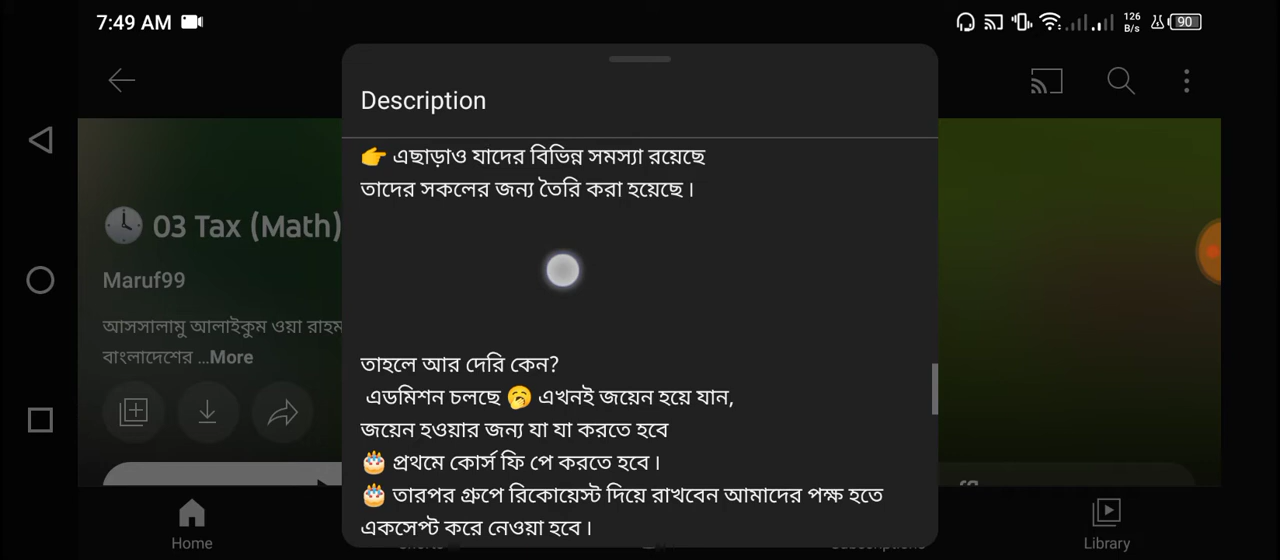 7:49 AM
126
B/s
90
Description
👉 এছাড়াও যাদের বিভিন্ন সমস্যা রয়েছে
তাদের সকলের জন্য তৈরি করা হয়েছে।
🕓 03 Tax (Math)
Maruf99
আসসালামু আলাইকুম ওয়া রাহম
বাংলাদেশের ...More
তাহলে আর দেরি কেন?
এডমিশন চলছে 🥱 এখনই জয়েন হয়ে যান,
জয়েন হওয়ার জন্য যা যা করতে হবে
🎂 প্রথমে কোর্স ফি পে করতে হবে।
🎂 তারপর গ্রুপে রিকোয়েস্ট দিয়ে রাখবেন আমাদের পক্ষ হতে
একসেপ্ট করে নেওয়া হবে।
Home
Library